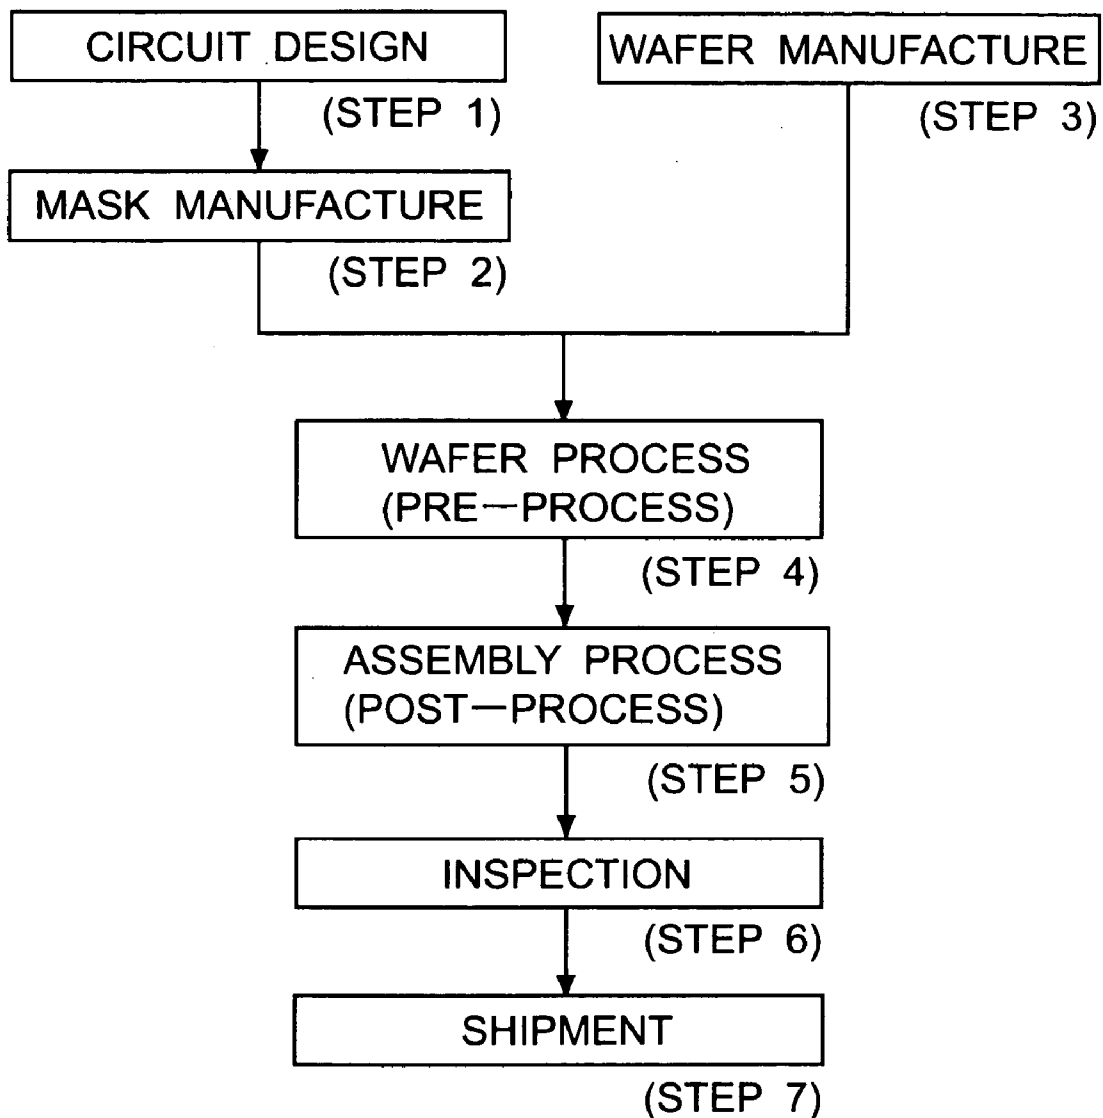 CIRCUIT DESIGN
(STEP 1)
WAFER MANUFACTURE
(STEP 3)
MASK MANUFACTURE
(STEP 2)
WAFER PROCESS
(PRE—PROCESS)
(STEP 4)
ASSEMBLY PROCESS
(POST—PROCESS)
(STEP 5)
INSPECTION
(STEP 6)
SHIPMENT
(STEP 7)